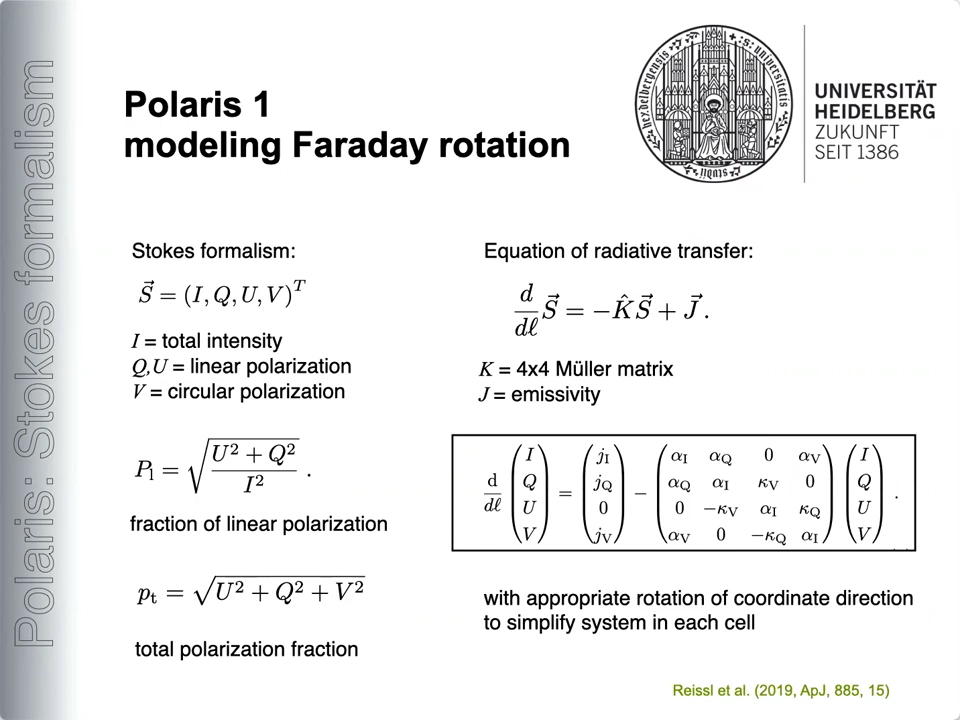 Polaris: Stokes formalism
Polaris 1
modeling Faraday rotation
UNIVERSITÄT
HEIDELBERG
ZUKUNFT
SEIT 1386
Stokes formalism:
S⃗ = (I, Q, U, V)^T
I = total intensity
Q,U = linear polarization
V = circular polarization
P_l = √((U² + Q²)/I²) .
fraction of linear polarization
p_t = √(U² + Q² + V²)
total polarization fraction
Equation of radiative transfer:
d/dℓ S⃗ = −K̂S⃗ + J⃗ .
K = 4x4 Müller matrix
J = emissivity
d/dℓ (I Q U V) = (j_I j_Q 0 j_V) − (α_I α_Q 0 α_V; α_Q α_I κ_V 0; 0 −κ_V α_I κ_Q; α_V 0 −κ_Q α_I) (I Q U V) .
with appropriate rotation of coordinate direction
to simplify system in each cell
Reissl et al. (2019, ApJ, 885, 15)